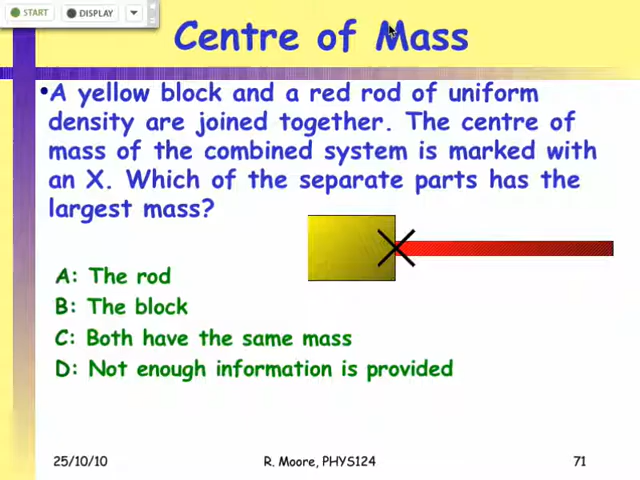 START DISPLAY
Centre of Mass
•A yellow block and a red rod of uniform
density are joined together. The centre of
mass of the combined system is marked with
an X. Which of the separate parts has the
largest mass?
A: The rod
B: The block
C: Both have the same mass
D: Not enough information is provided
25/10/10 R. Moore, PHYS124 71